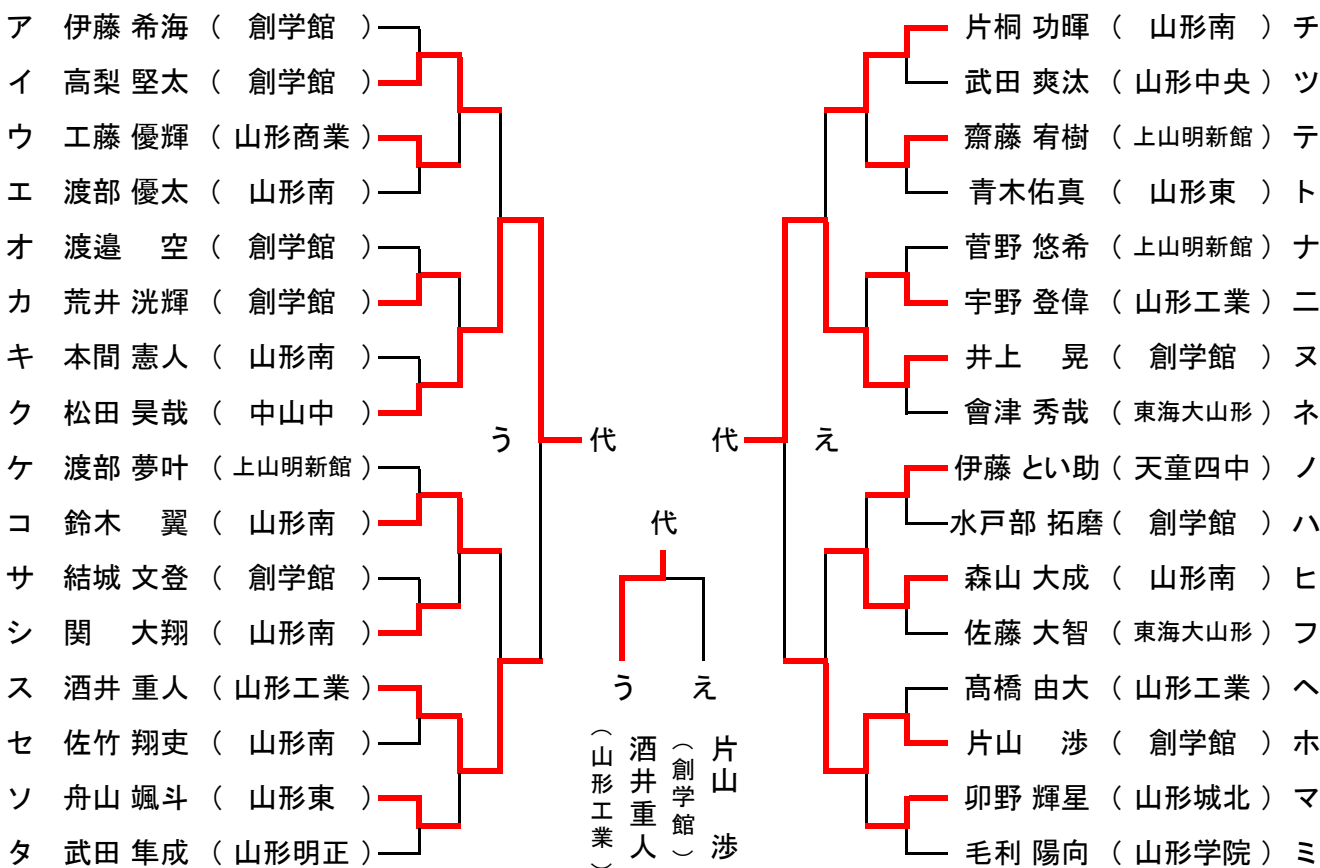 ア 伊藤 希海 ( 創学館 )
イ 高梨 堅太 ( 創学館 )
ウ 工藤 優輝 ( 山形商業 )
エ 渡部 優太 ( 山形南 )
オ 渡邉 空 ( 創学館 )
カ 荒井 洸輝 ( 創学館 )
キ 本間 憲人 ( 山形南 )
ク 松田 昊哉 ( 中山中 )
ケ 渡部 夢叶 ( 上山明新館 )
コ 鈴木 翼 ( 山形南 )
サ 結城 文登 ( 創学館 )
シ 関 大翔 ( 山形南 )
ス 酒井 重人 ( 山形工業 )
セ 佐竹 翔吏 ( 山形南 )
ソ 舟山 颯斗 ( 山形東 )
タ 武田 隼成 ( 山形明正 )
う 代
代 え
代
う え
酒井重人
(山形工業)
片山 渉
(創学館)
片桐 功暉 ( 山形南 ) チ
武田 爽汰 ( 山形中央 ) ツ
齋藤 宥樹 ( 上山明新館 ) テ
青木佑真 ( 山形東 ) ト
菅野 悠希 ( 上山明新館 ) ナ
宇野 登偉 ( 山形工業 ) ニ
井上 晃 ( 創学館 ) ヌ
會津 秀哉 ( 東海大山形 ) ネ
伊藤 とい助 ( 天童四中 ) ノ
水戸部 拓磨 ( 創学館 ) ハ
森山 大成 ( 山形南 ) ヒ
佐藤 大智 ( 東海大山形 ) フ
髙橋 由大 ( 山形工業 ) ヘ
片山 渉 ( 創学館 ) ホ
卯野 輝星 ( 山形城北 ) マ
毛利 陽向 ( 山形学院 ) ミ